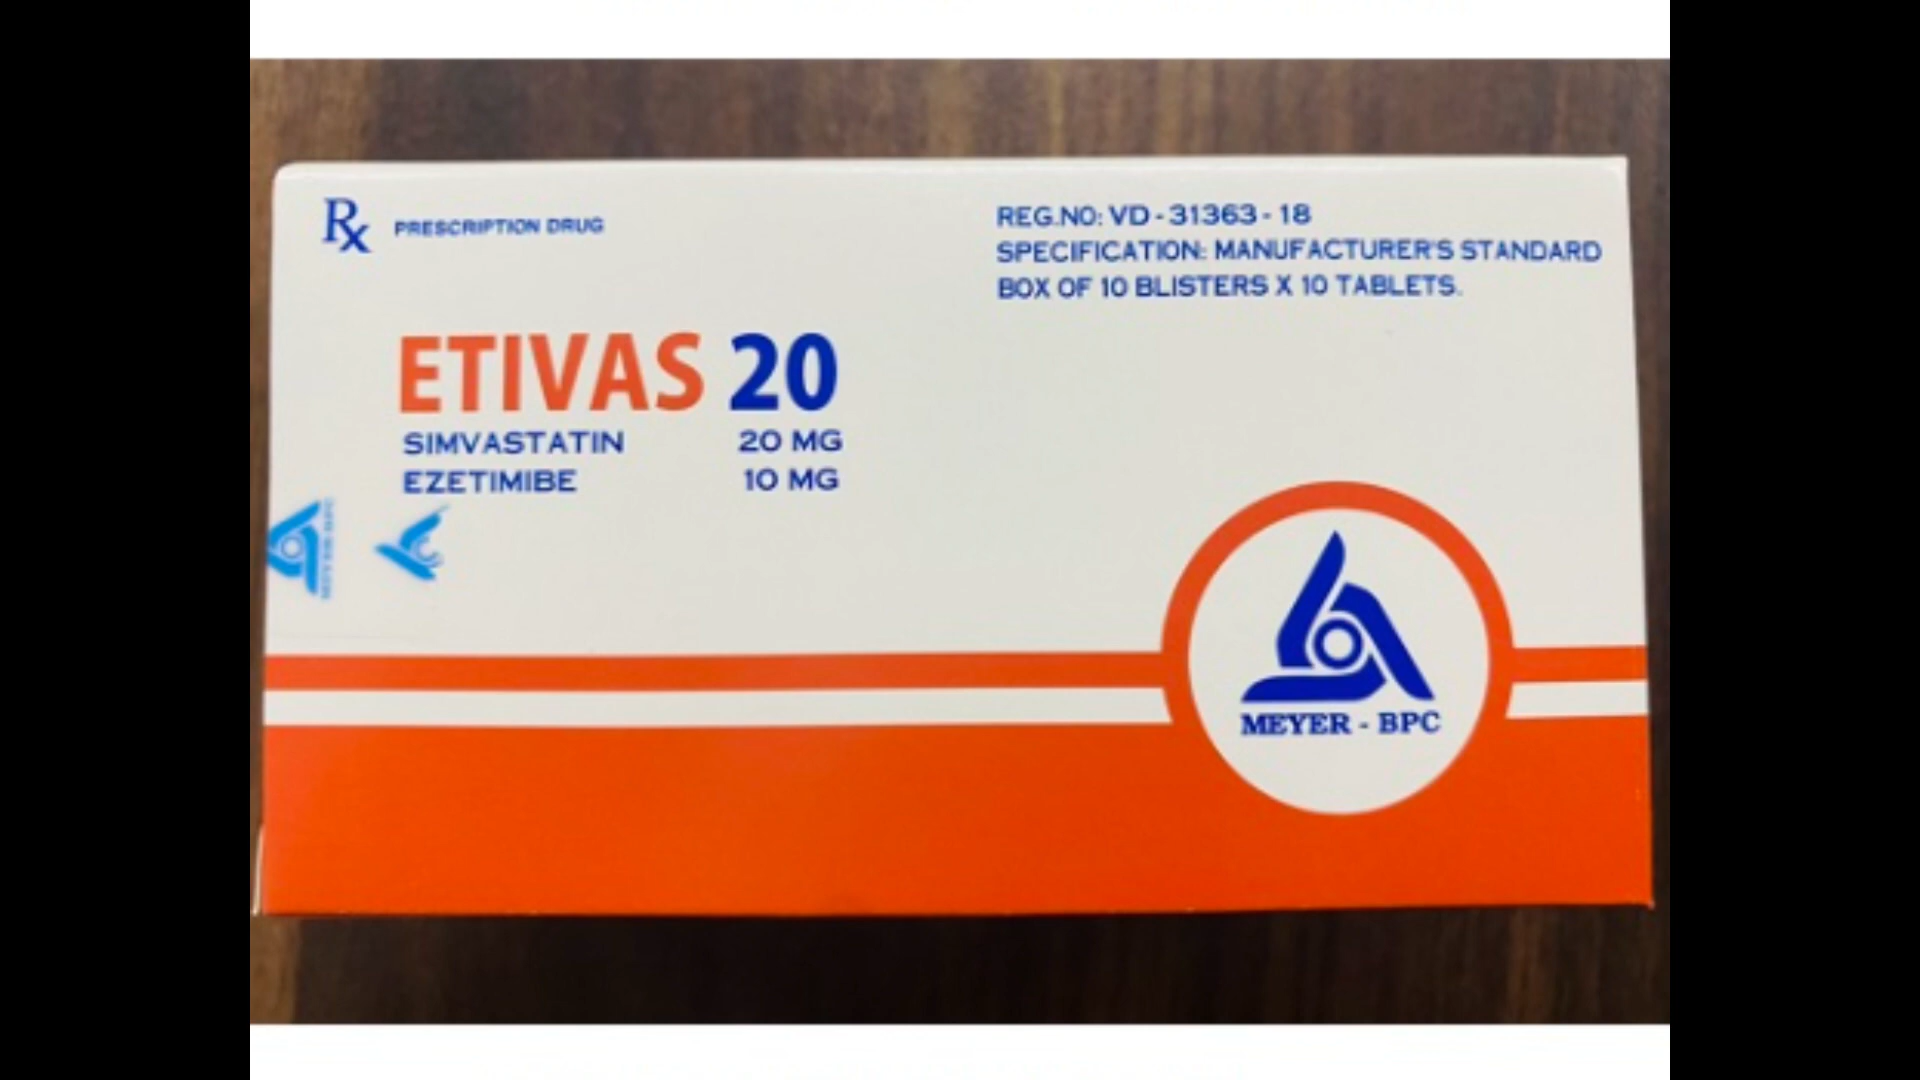 Rx PRESCRIPTION DRUG
REG.NO: VD - 31363 - 18
SPECIFICATION: MANUFACTURER'S STANDARD
BOX OF 10 BLISTERS X 10 TABLETS.
ETIVAS 20
SIMVASTATIN 20 MG
EZETIMIBE 10 MG
MEYER - BPC